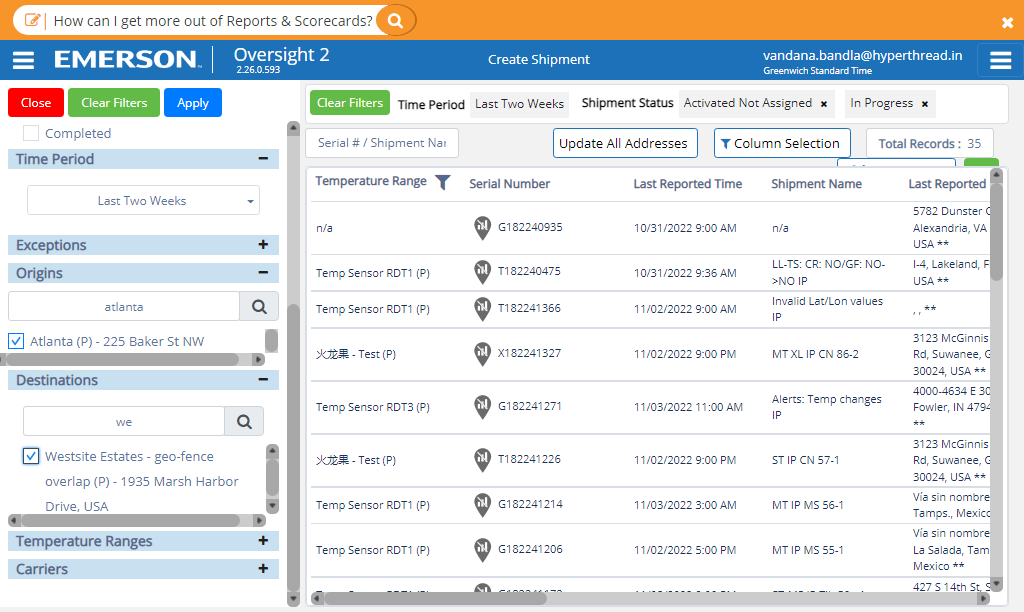 How can I get more out of Reports & Scorecards?
EMERSON
Oversight 2
2.26.0.593
Create Shipment
vandana.bandla@hyperthread.in
Greenwich Standard Time
Close
Clear Filters
Apply
Completed
Time Period
Last Two Weeks
Exceptions
Origins
atlanta
Atlanta (P) - 225 Baker St NW
Destinations
we
Westsite Estates - geo-fence
overlap (P) - 1935 Marsh Harbor
Drive, USA
Temperature Ranges
Carriers
Clear Filters Time Period Last Two Weeks Shipment Status Activated Not Assigned × In Progress ×
Serial # / Shipment Nar Update All Addresses Column Selection Total Records : 35
Temperature Range Serial Number Last Reported Time Shipment Name Last Reported
n/a G182240935 10/31/2022 9:00 AM n/a
5782 Dunster C
Alexandria, VA
USA **
Temp Sensor RDT1 (P) T182240475 10/31/2022 9:36 AM
LL-TS: CR: NO/GF: NO-
>NO IP
I-4, Lakeland, F
USA **
Temp Sensor RDT1 (P) T182241366 11/02/2022 9:00 AM
Invalid Lat/Lon values
IP
, , **
火龙果 - Test (P) X182241327 11/02/2022 9:00 PM MT XL IP CN 86-2
3123 McGinnis
Rd, Suwanee, G
30024, USA **
Temp Sensor RDT3 (P) G182241271 11/03/2022 11:00 AM
Alerts: Temp changes
IP
4000-4634 E 30
Fowler, IN 4794
**
火龙果 - Test (P) T182241226 11/02/2022 9:00 PM ST IP CN 57-1
3123 McGinnis
Rd, Suwanee, G
30024, USA **
Temp Sensor RDT1 (P) G182241214 11/03/2022 3:00 AM MT IP MS 56-1
Vía sin nombre
Tamps., Mexico
Temp Sensor RDT1 (P) G182241206 11/02/2022 5:00 PM MT IP MS 55-1
Vía sin nombre
La Salada, Tam
Mexico **
427 S 14th St, S